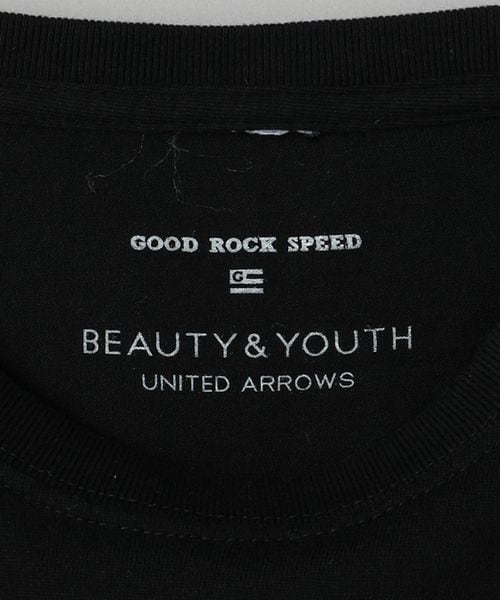 GOOD ROCK SPEED
G
BEAUTY & YOUTH
UNITED ARROWS